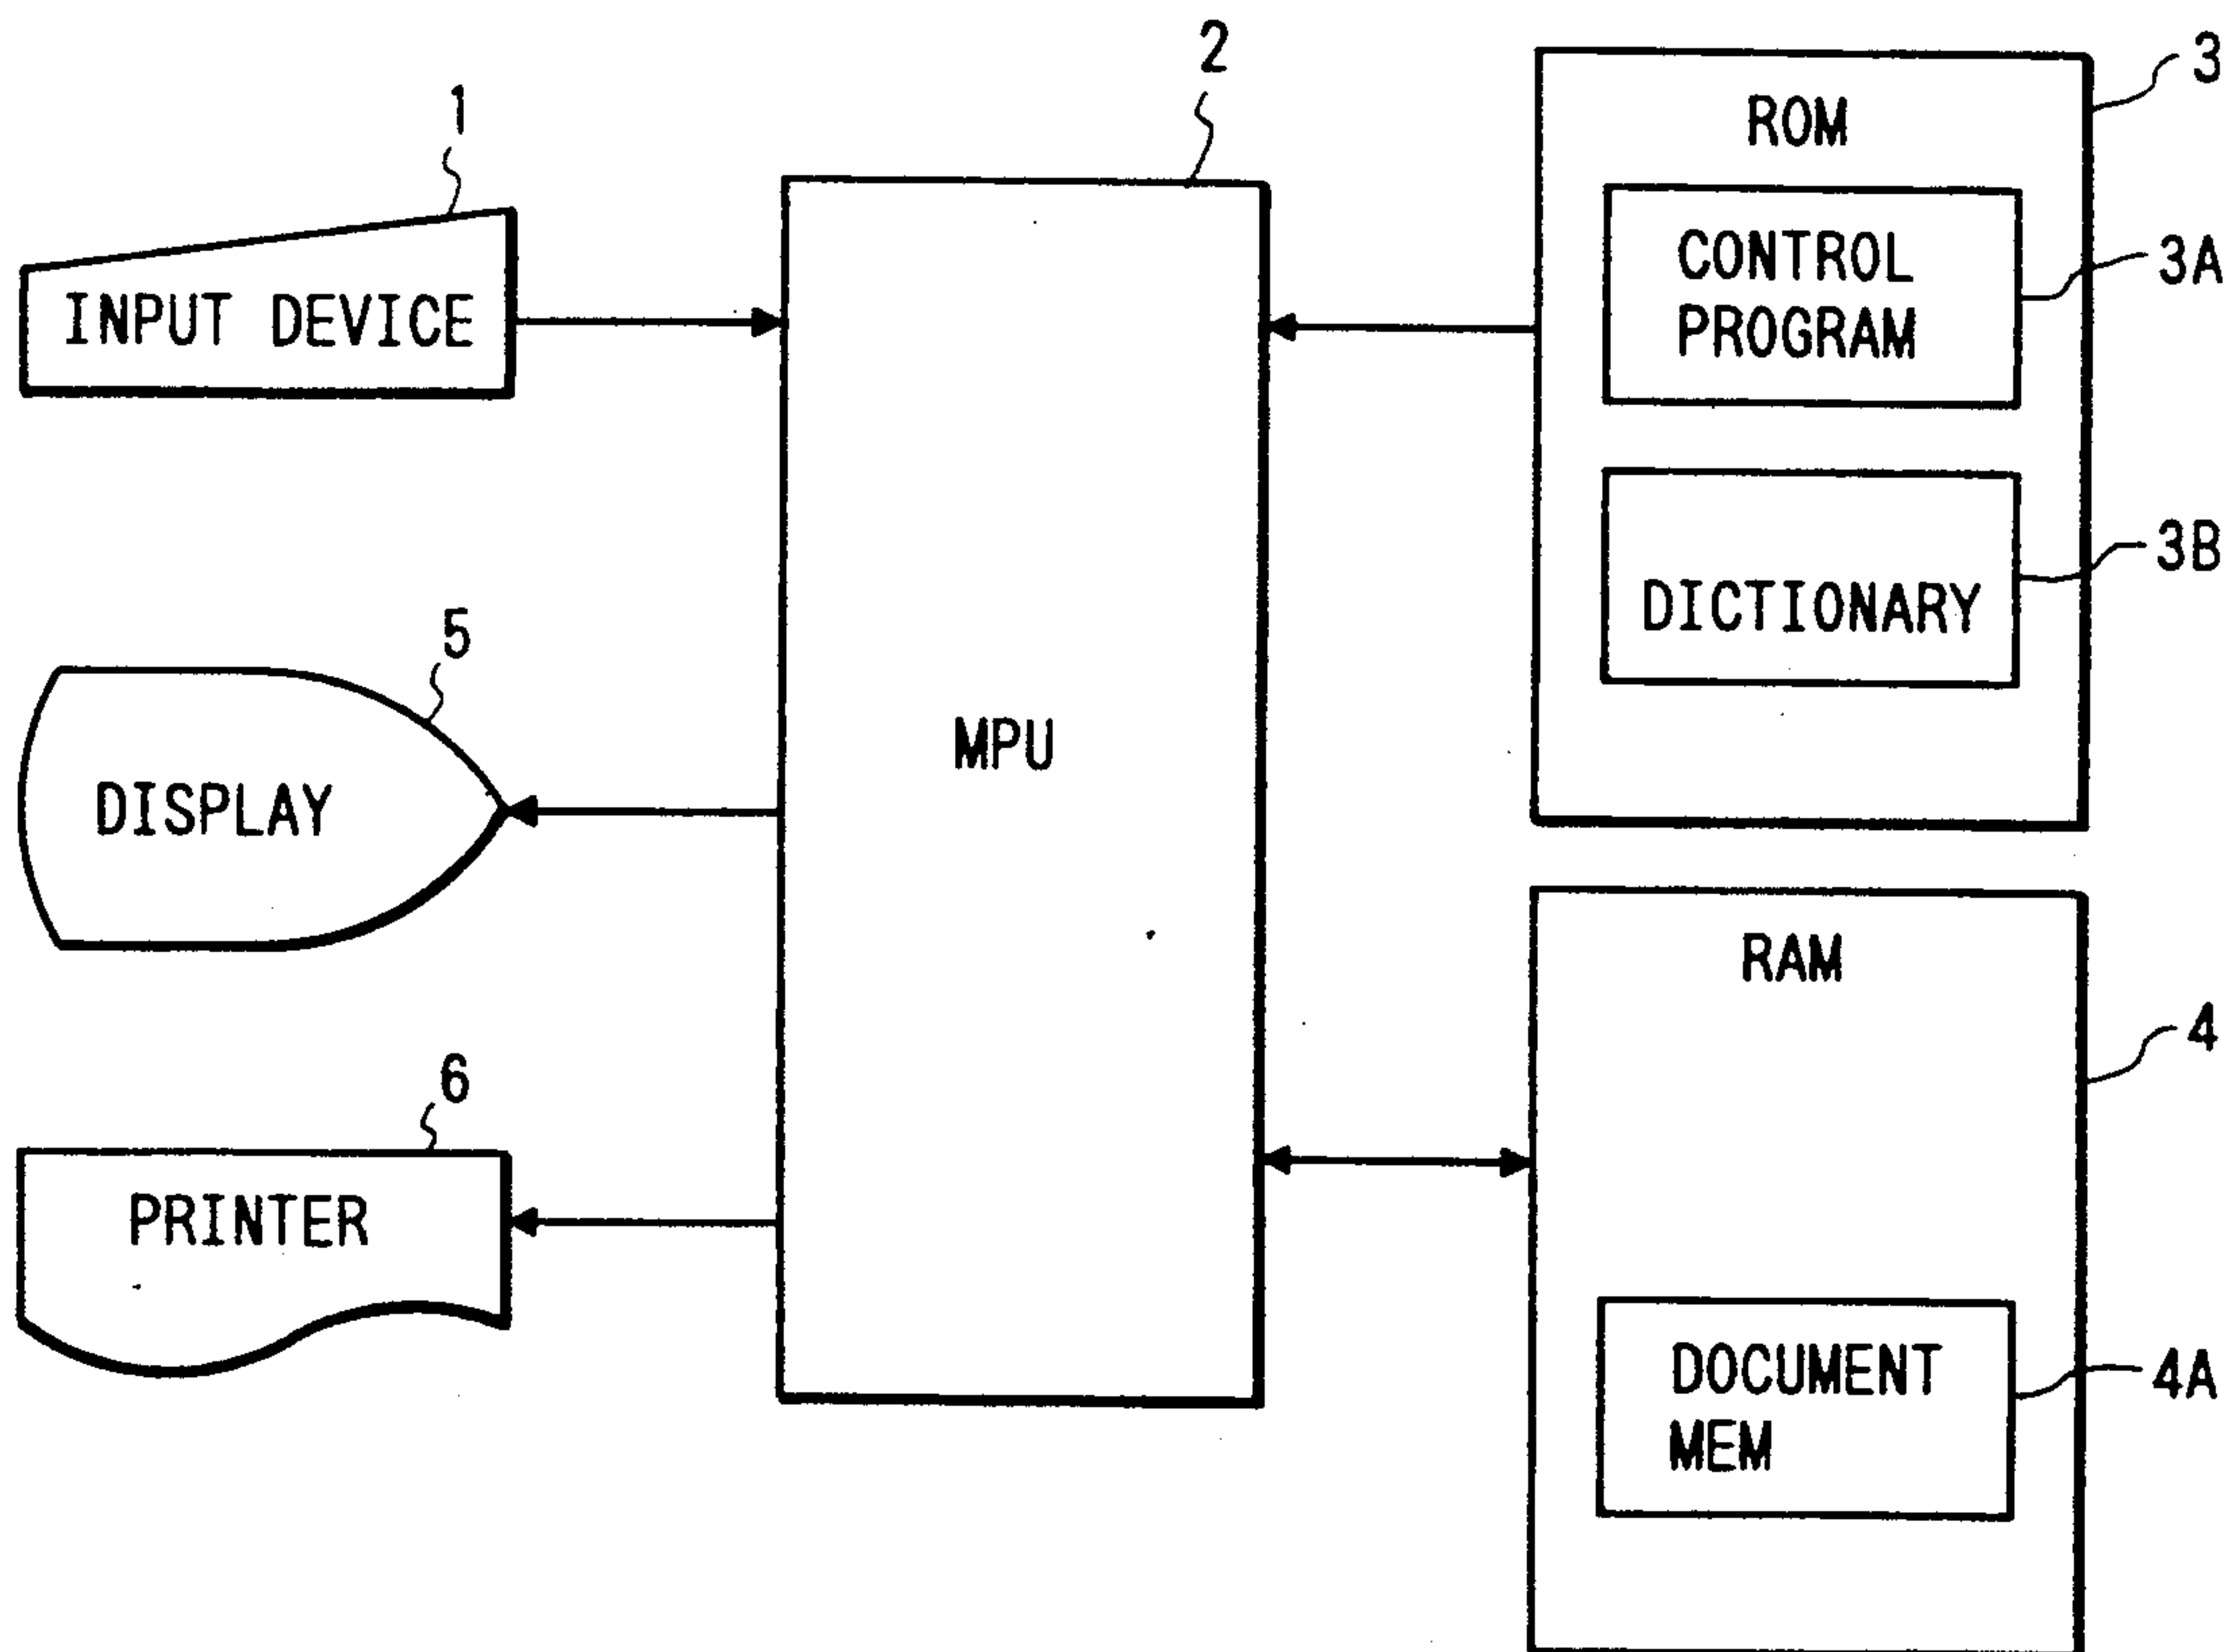 1
INPUT DEVICE
5
DISPLAY
6
PRINTER
2
MPU
3
ROM
CONTROL
PROGRAM
3A
DICTIONARY
3B
RAM
4
DOCUMENT
MEM
4A